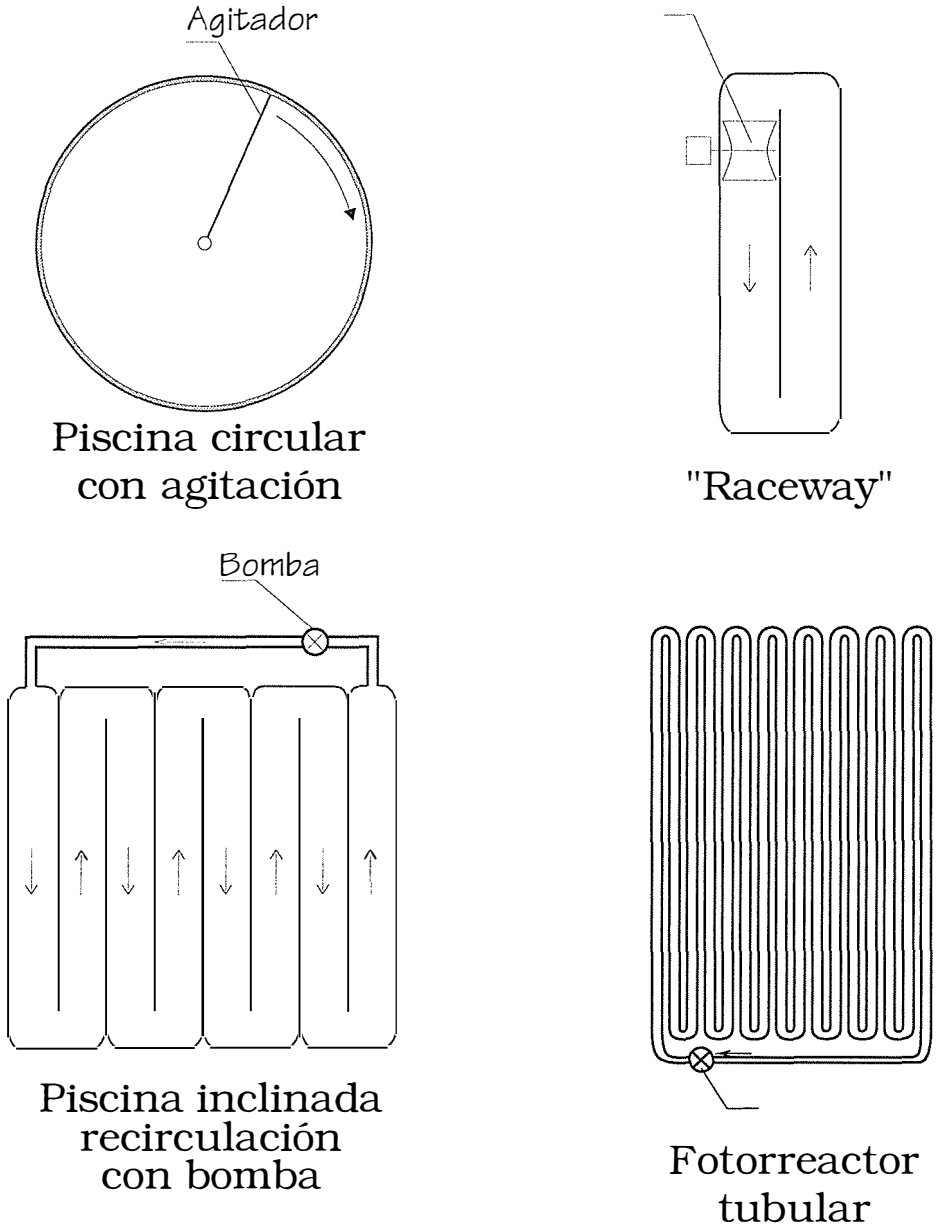 Agitador
Piscina circular
con agitación
"Raceway"
Bomba
Piscina inclinada
recirculación
con bomba
Fotorreactor
tubular